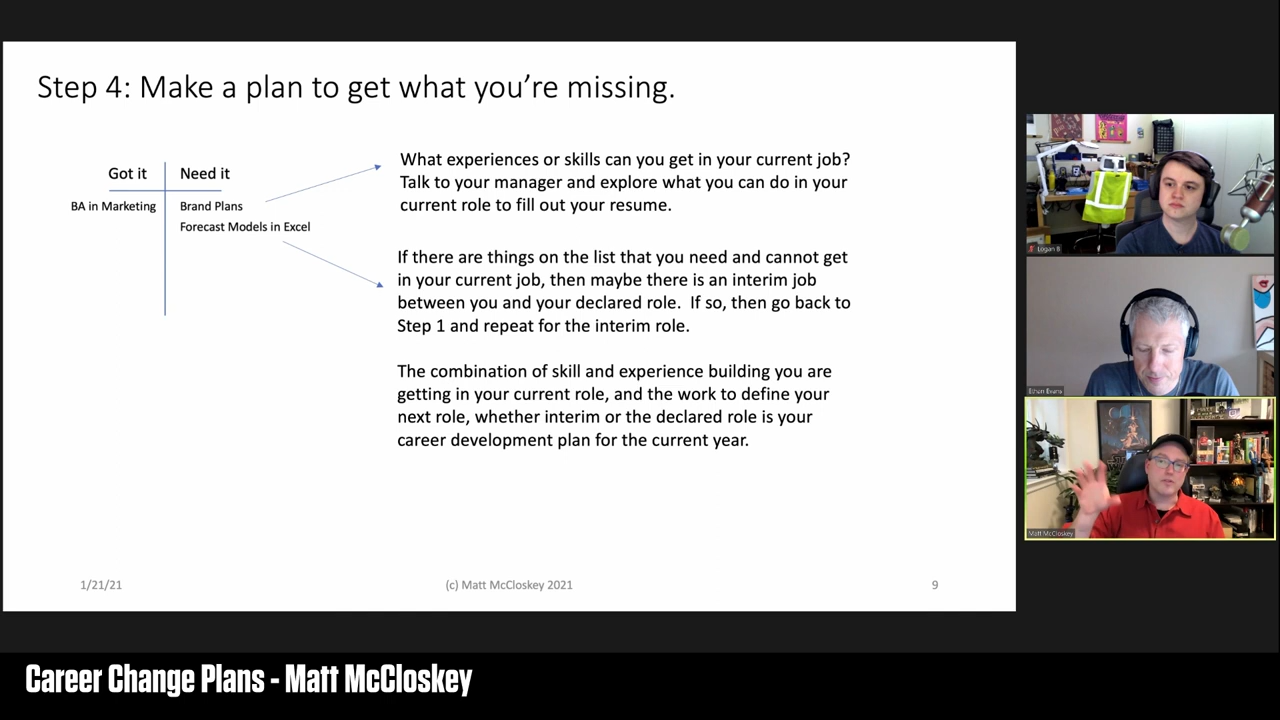 Step 4: Make a plan to get what you're missing.
Got it
Need it
BA in Marketing
Brand Plans
Forecast Models in Excel
What experiences or skills can you get in your current job?
Talk to your manager and explore what you can do in your
current role to fill out your resume.
If there are things on the list that you need and cannot get
in your current job, then maybe there is an interim job
between you and your declared role.  If so, then go back to
Step 1 and repeat for the interim role.
The combination of skill and experience building you are
getting in your current role, and the work to define your
next role, whether interim or the declared role is your
career development plan for the current year.
1/21/21
(c) Matt McCloskey 2021
9
Logan B
Ethan Evans
Matt McCloskey
Career Change Plans - Matt McCloskey